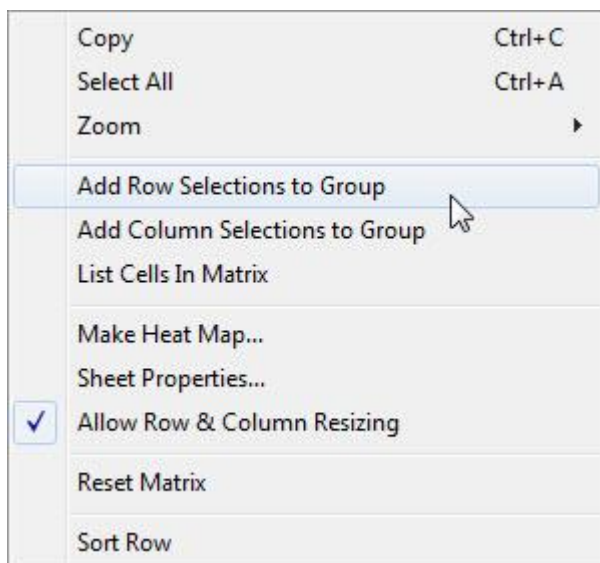 Copy Ctrl+C
Select All Ctrl+A
Zoom
Add Row Selections to Group
Add Column Selections to Group
List Cells In Matrix
Make Heat Map...
Sheet Properties...
Allow Row & Column Resizing
Reset Matrix
Sort Row